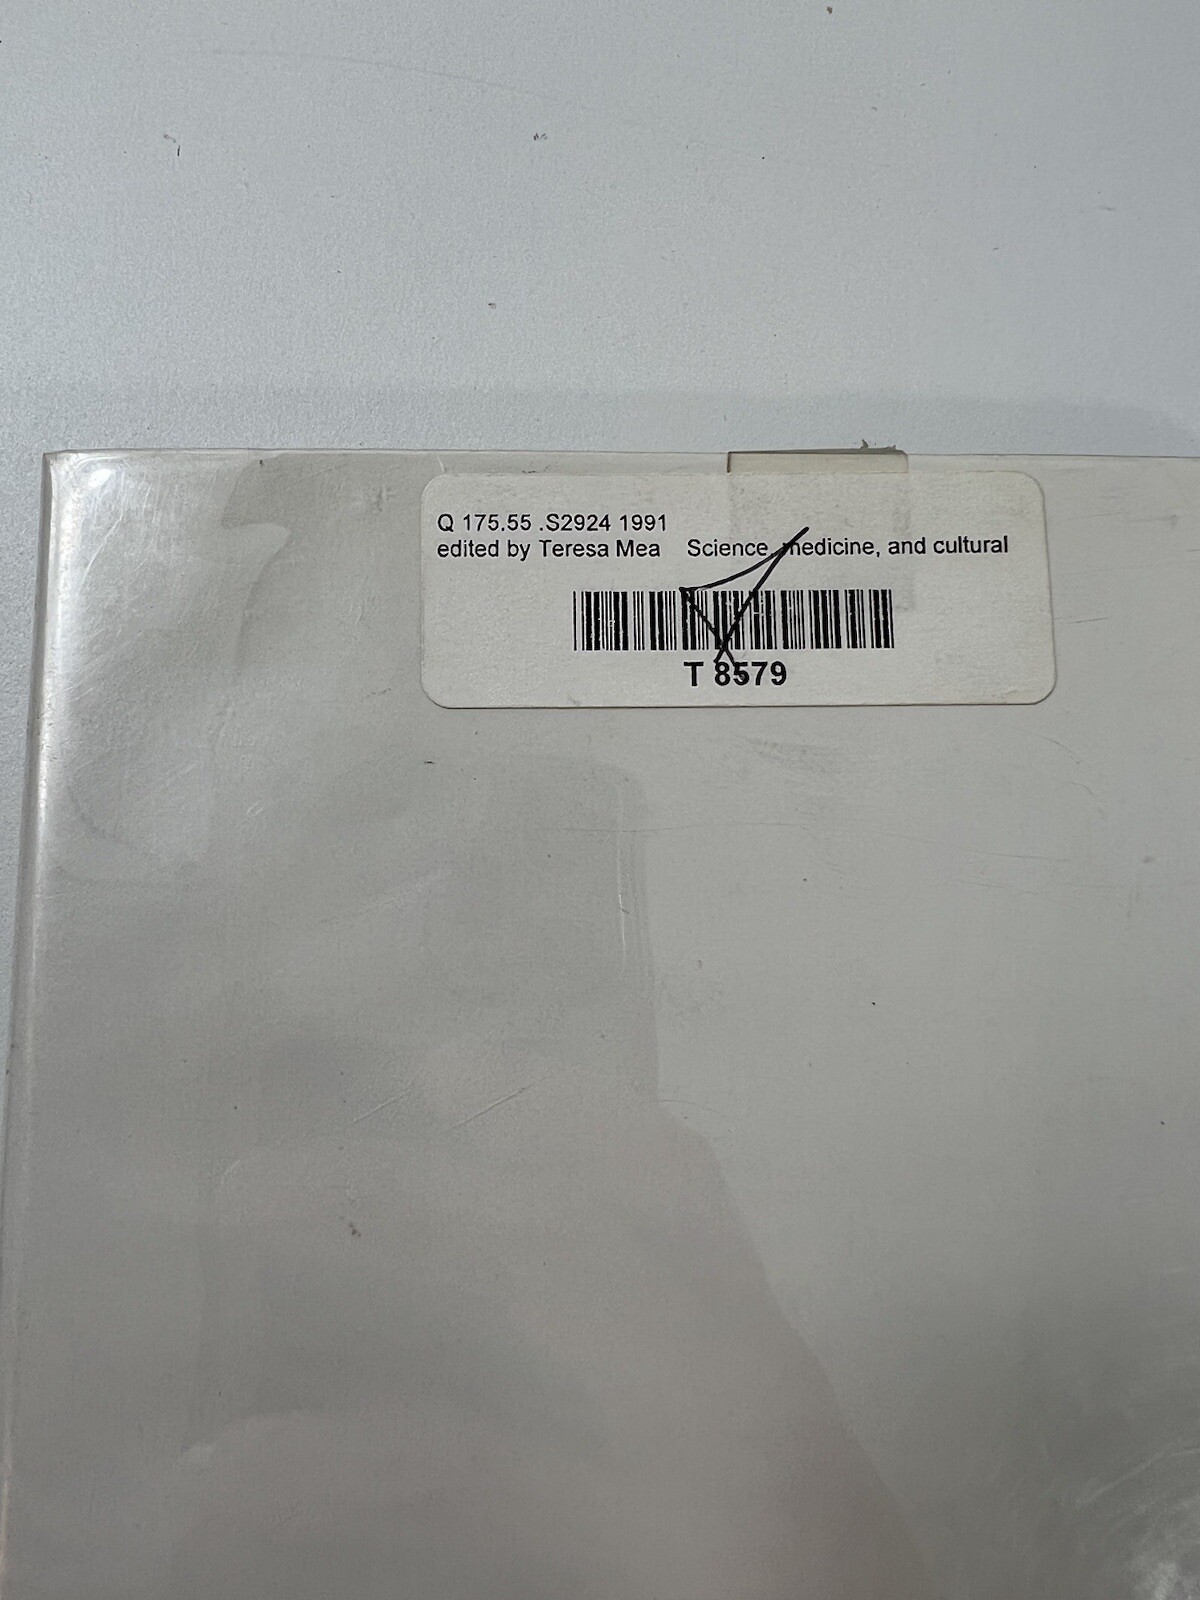 Q 175.55 .S2924 1991
edited by Teresa Mea    Science, medicine, and cultural
T 8579